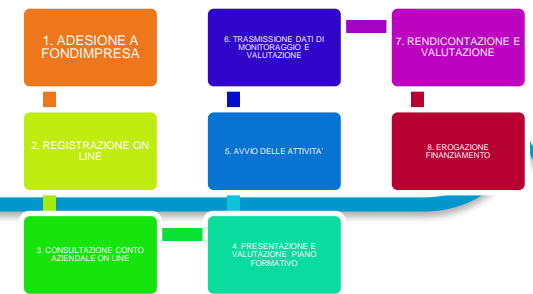 1. ADESIONE A
FONDIMPRESA
2. REGISTRAZIONE ON
LINE
3. CONSULTAZIONE CONTO
AZIENDALE ON LINE
4. PRESENTAZIONE E
VALUTAZIONE PIANO
FORMATIVO
5. AVVIO DELLE ATTIVITA'
6. TRASMISSIONE DATI DI
MONITORAGGIO E
VALUTAZIONE
7. RENDICONTAZIONE E
VALUTAZIONE
8. EROGAZIONE
FINANZIAMENTO